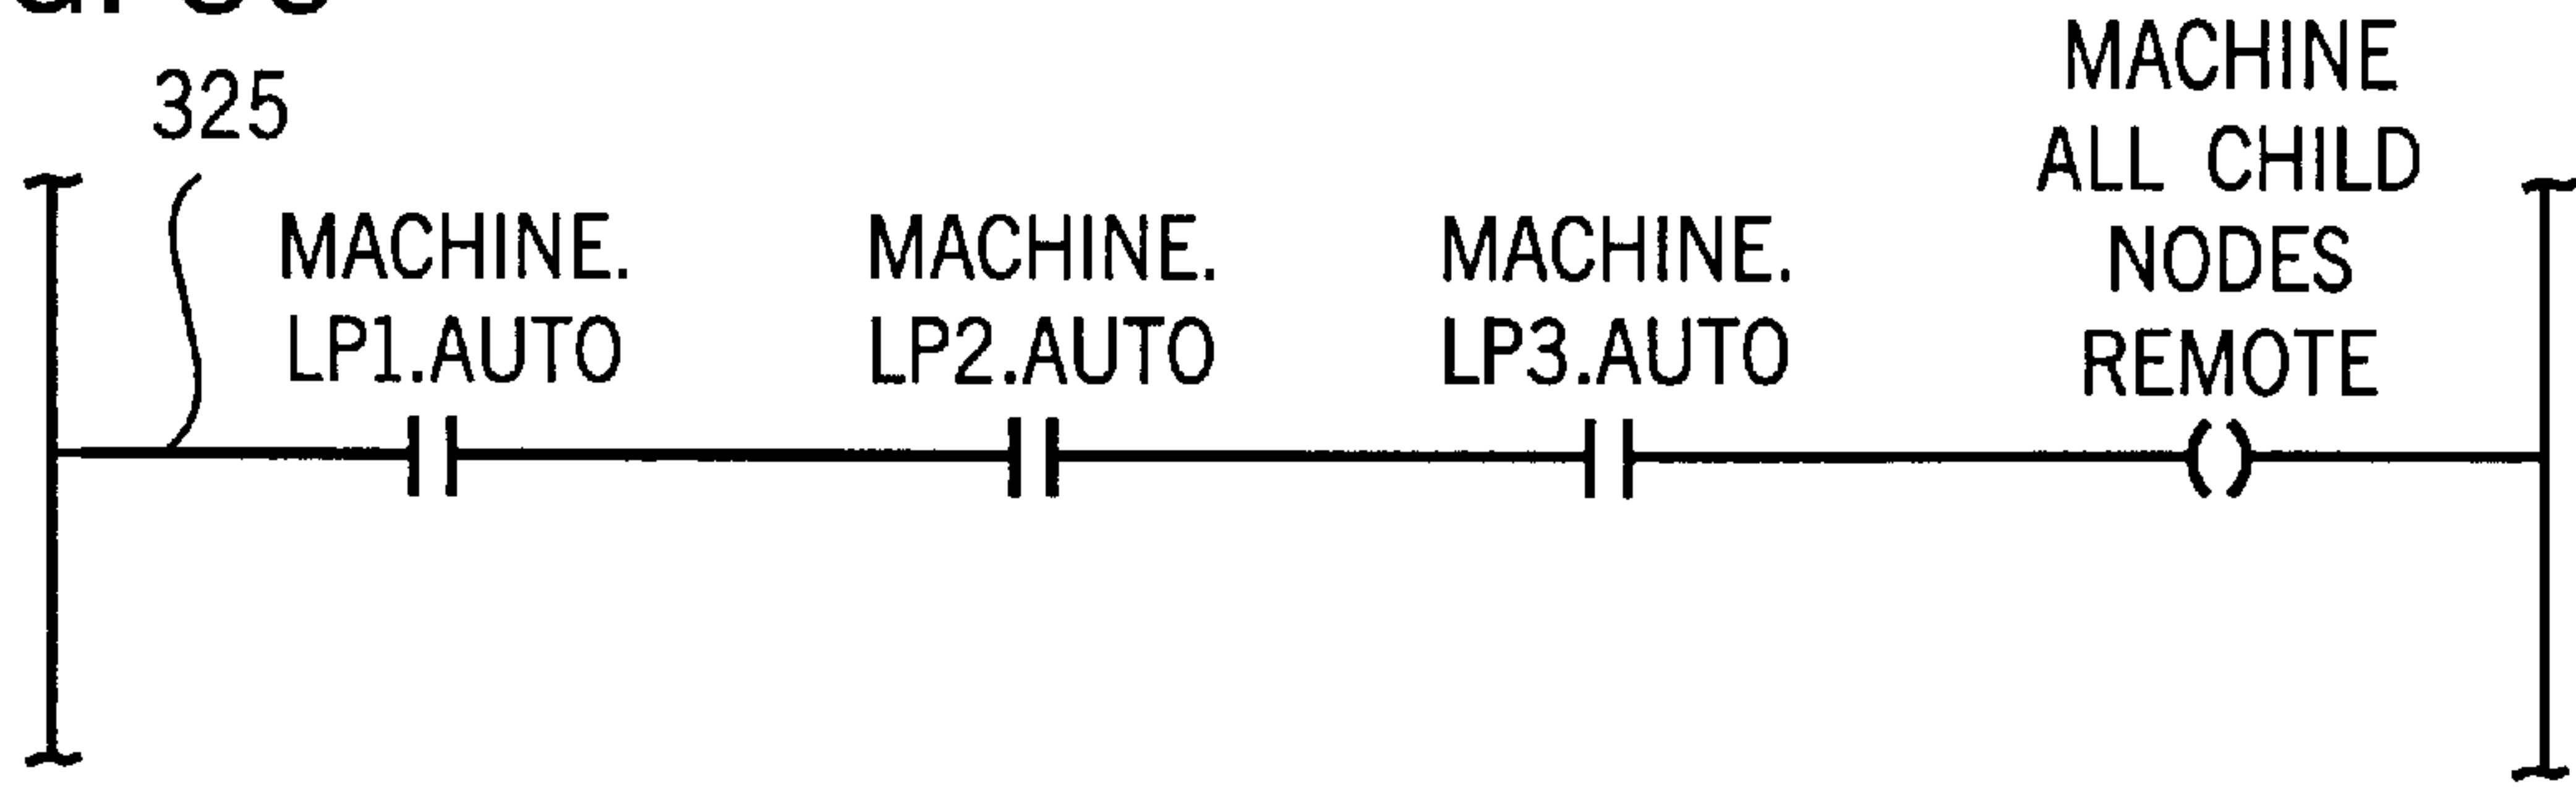 325
MACHINE.
LP1.AUTO
MACHINE.
LP2.AUTO
MACHINE.
LP3.AUTO
MACHINE
ALL CHILD
NODES
REMOTE